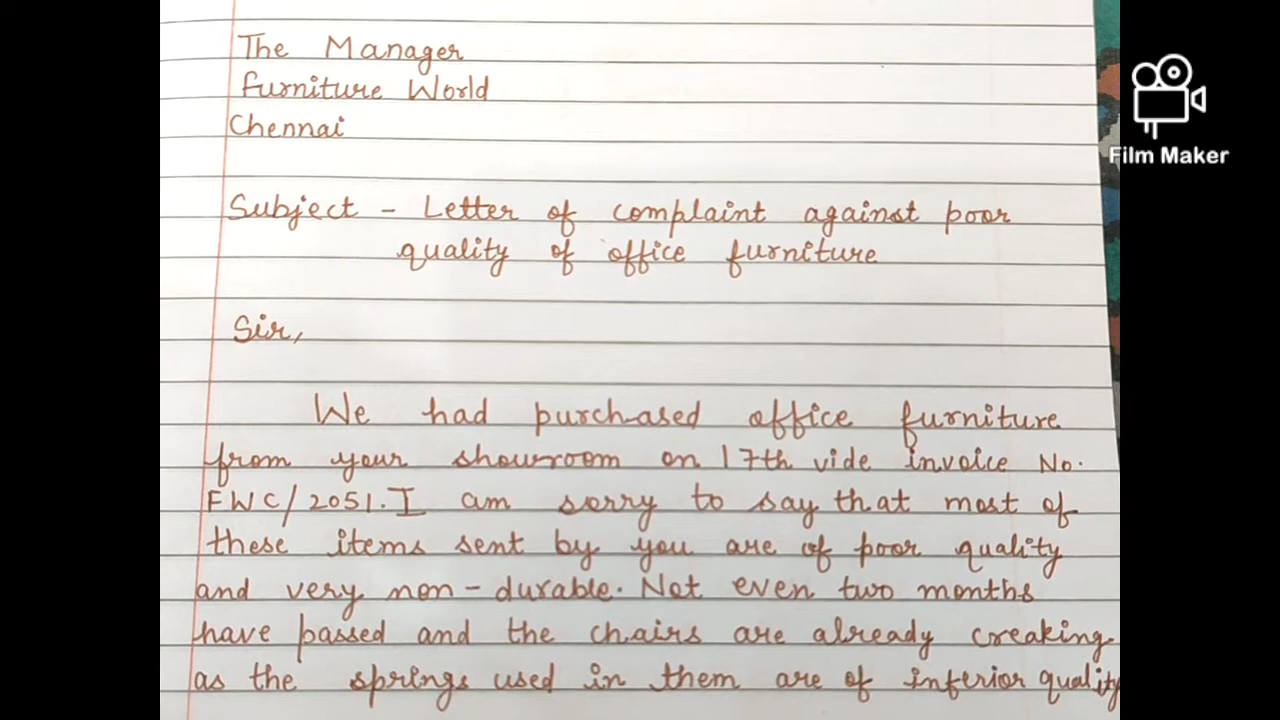 The Manager
Furniture World
Chennai
Film Maker
Subject - Letter of complaint against poor
quality of office furniture
Sir,
We had purchased office furniture
from your showroom on 17th vide invoice No.
FWC/2051. I am sorry to say that most of
these items sent by you are of poor quality
and very non-durable. Not even two months
have passed and the chairs are already creaking
as the springs used in them are of inferior quality